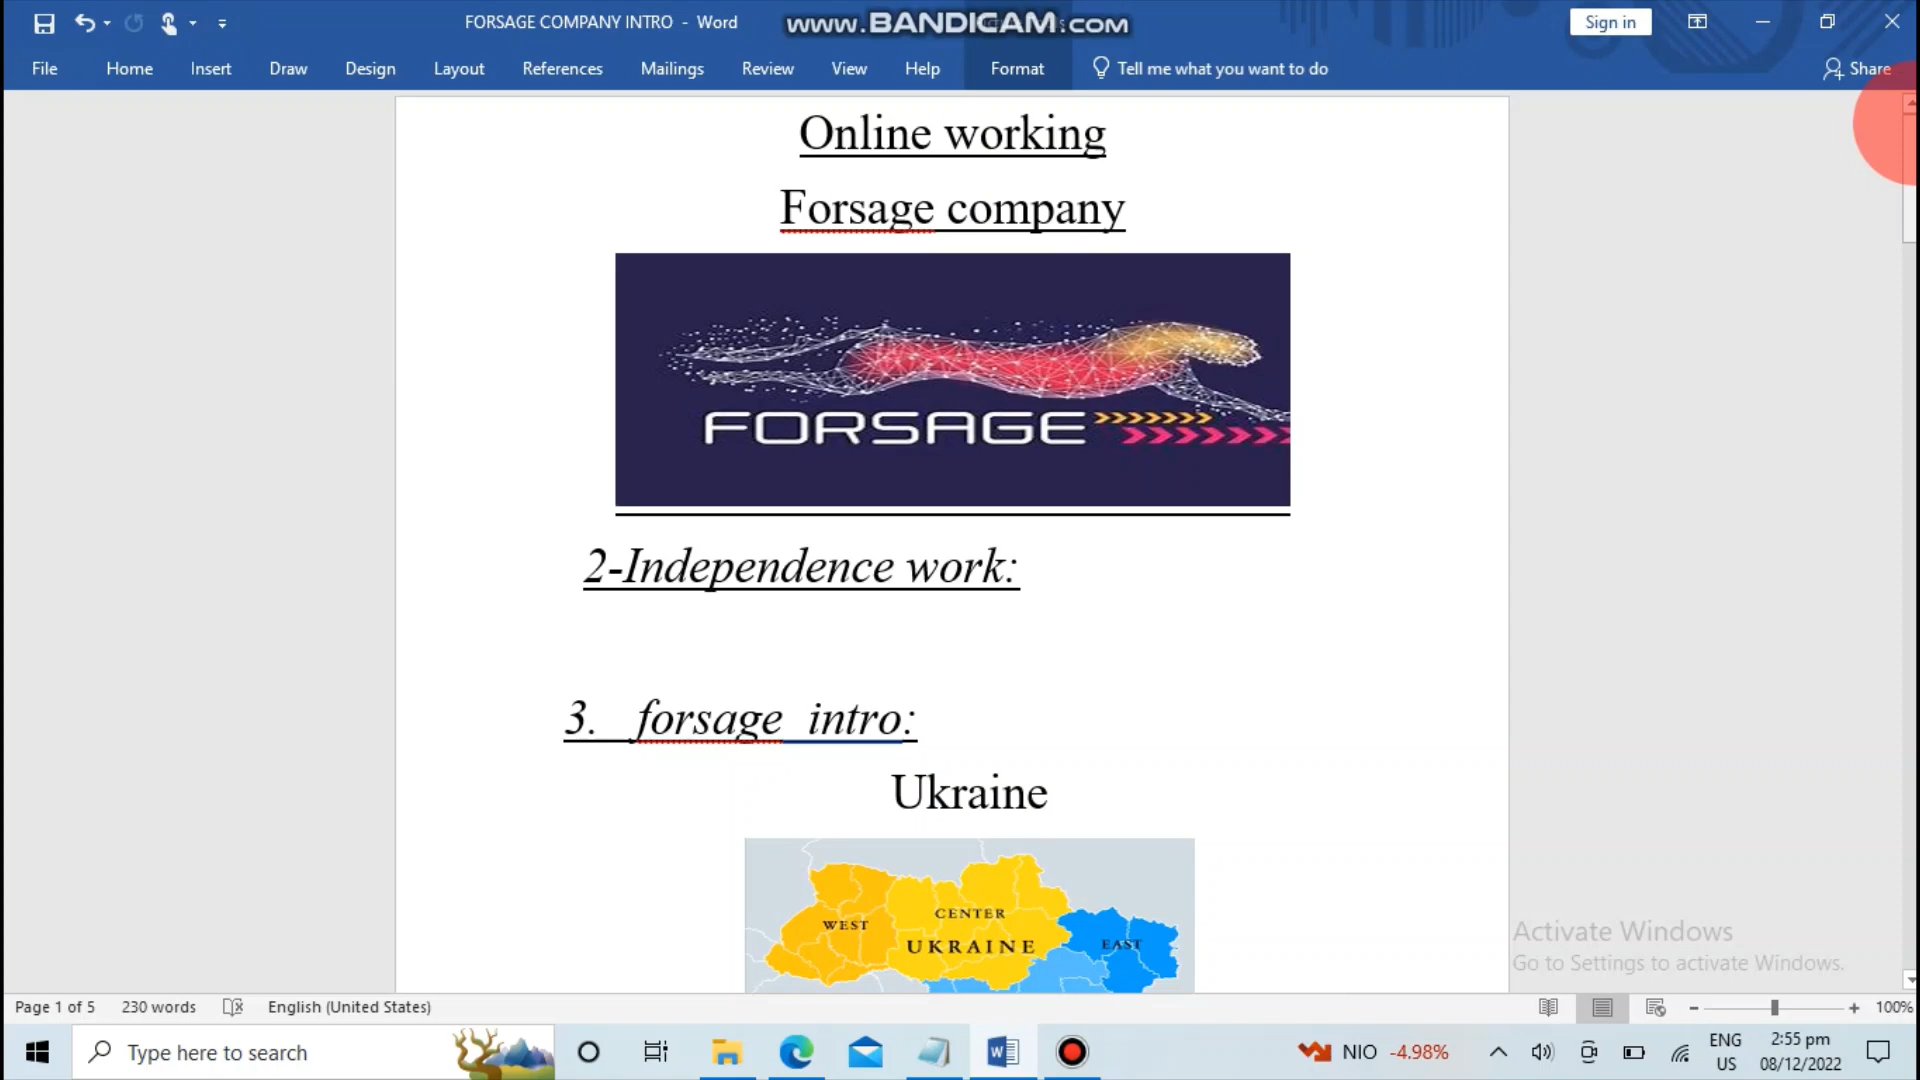 FORSAGE COMPANY INTRO - Word
www.BANDICAM.com
Sign in
File Home Insert Draw Design Layout References Mailings Review View Help Format Tell me what you want to do Share
Online working
Forsage company
FORSAGE
2-Independence work:
3. forsage intro:
Ukraine
WEST
CENTER
UKRAINE
EAST
Activate Windows
Go to Settings to activate Windows.
Page 1 of 5 230 words English (United States) 100%
Type here to search
NIO -4.98%
ENG
US
2:55 pm
08/12/2022